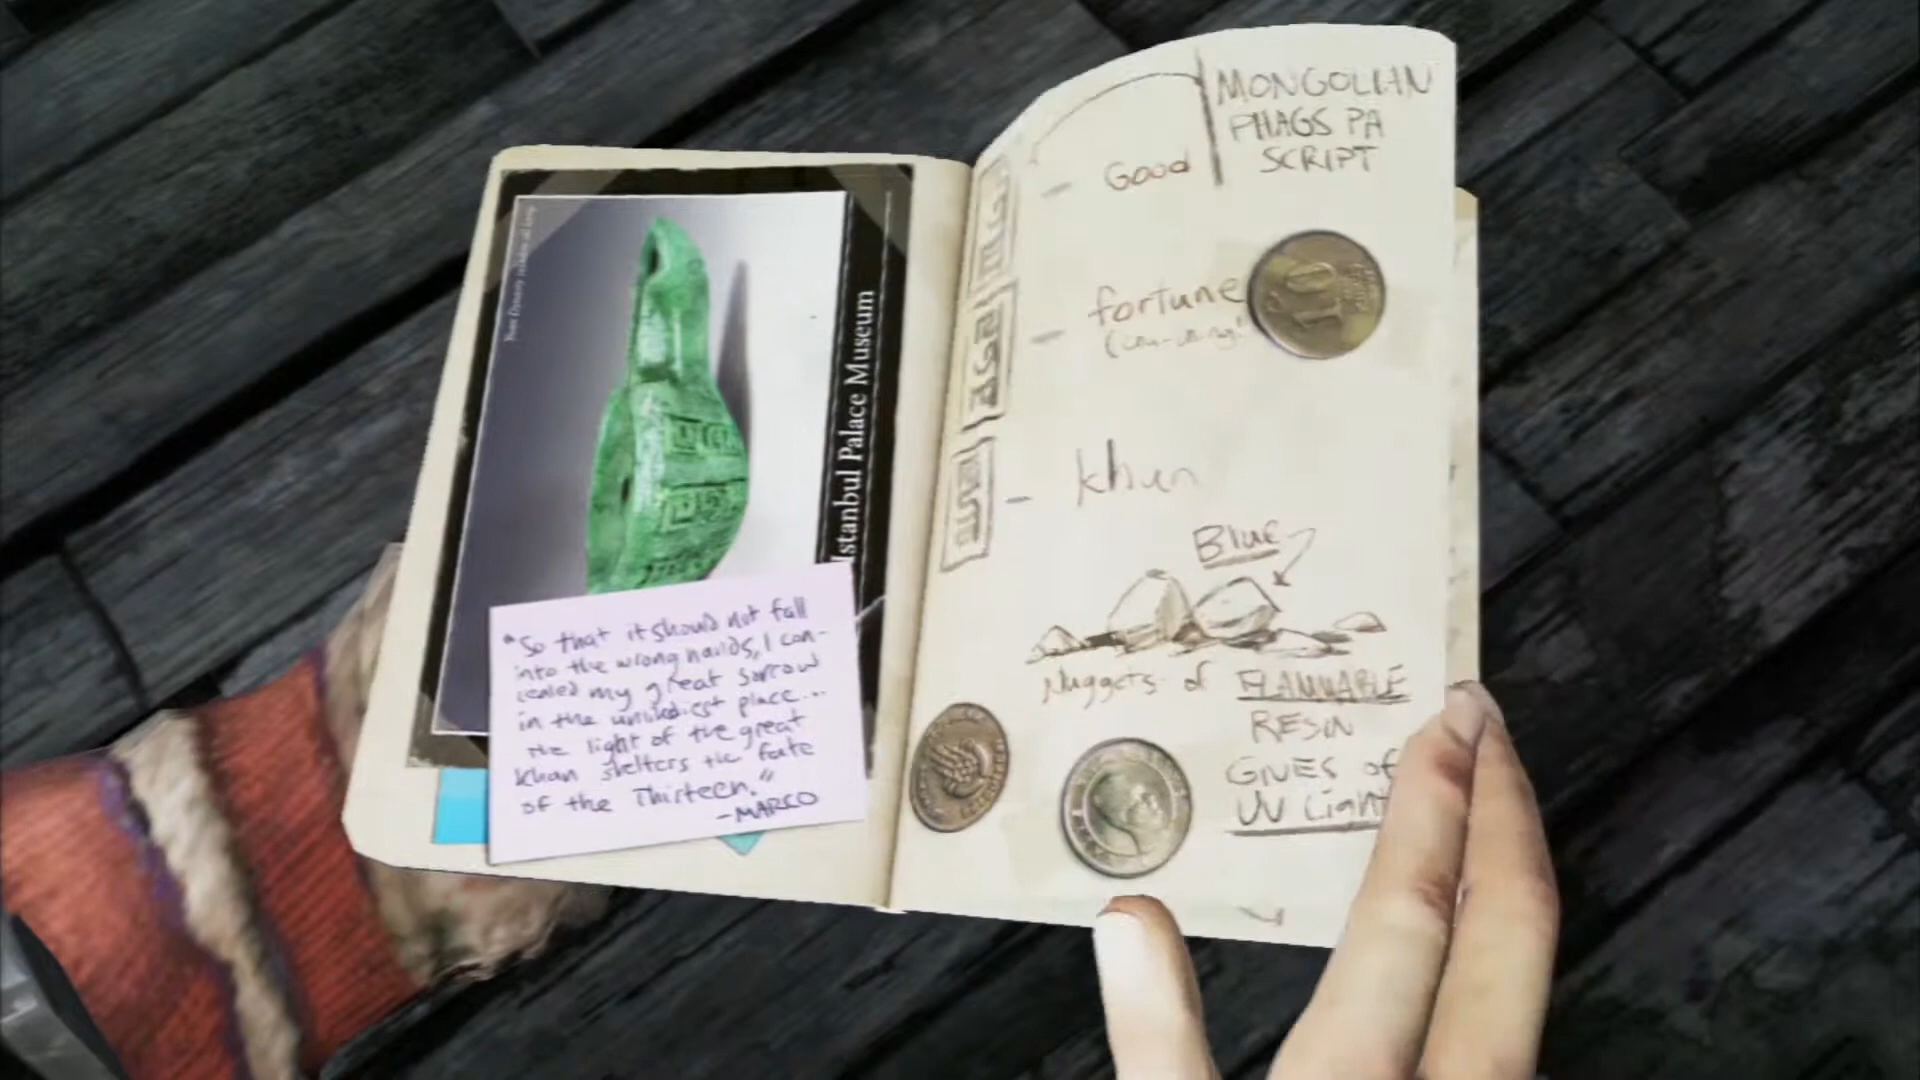 Istanbul Palace Museum
"So that it should not fall
into the wrong hands, I con-
cealed my great sorrow
in the unlikeliest place...
the light of the great
Khan shelters the fate
of the Thirteen."
-MARCO
MONGOLIAN
PHAGS PA
SCRIPT
- Good
- fortune
- khan
Blue
Nuggets of FLAMMABLE
RESIN
GIVES of
UV Light
10